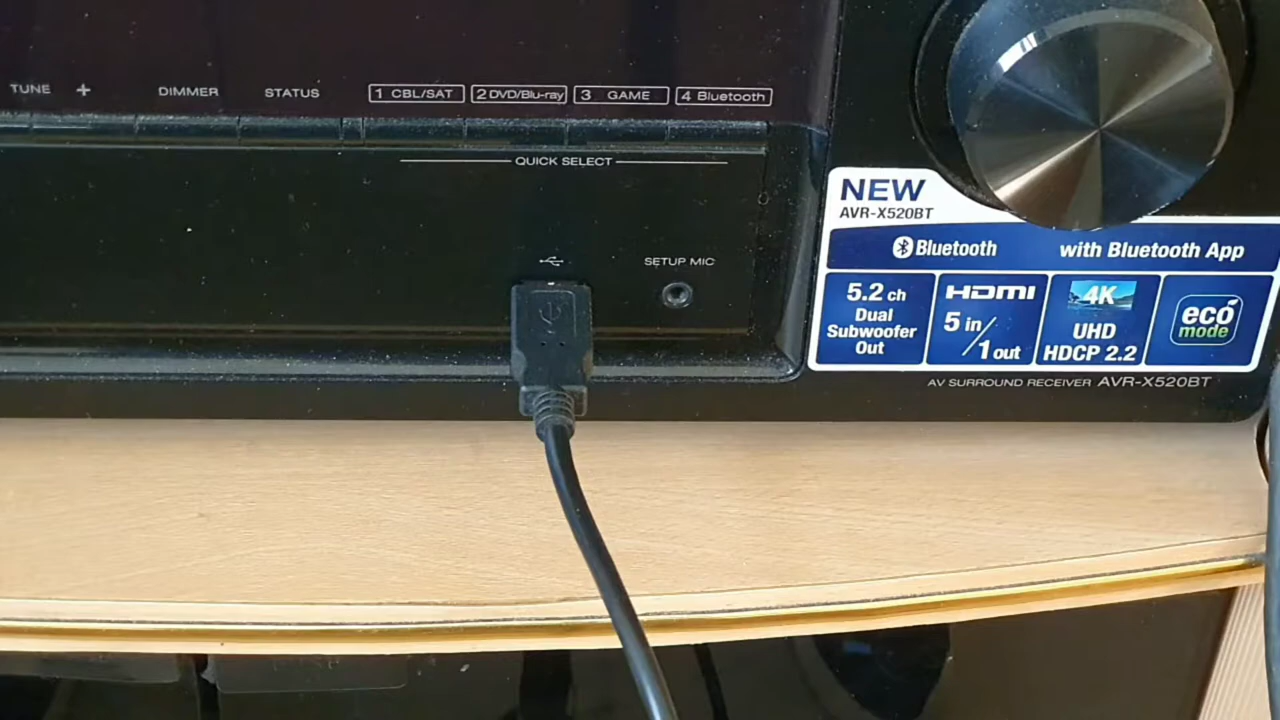 TUNE +
DIMMER
STATUS
1 CBL/SAT
2 DVD/Blu-ray
3 GAME
4 Bluetooth
QUICK SELECT
SETUP MIC
NEW
AVR-X520BT
Bluetooth
with Bluetooth App
5.2 ch
Dual
Subwoofer
Out
HDMI
5 in/
1 out
4K
UHD
HDCP 2.2
eco
mode
AV SURROUND RECEIVER AVR-X520BT